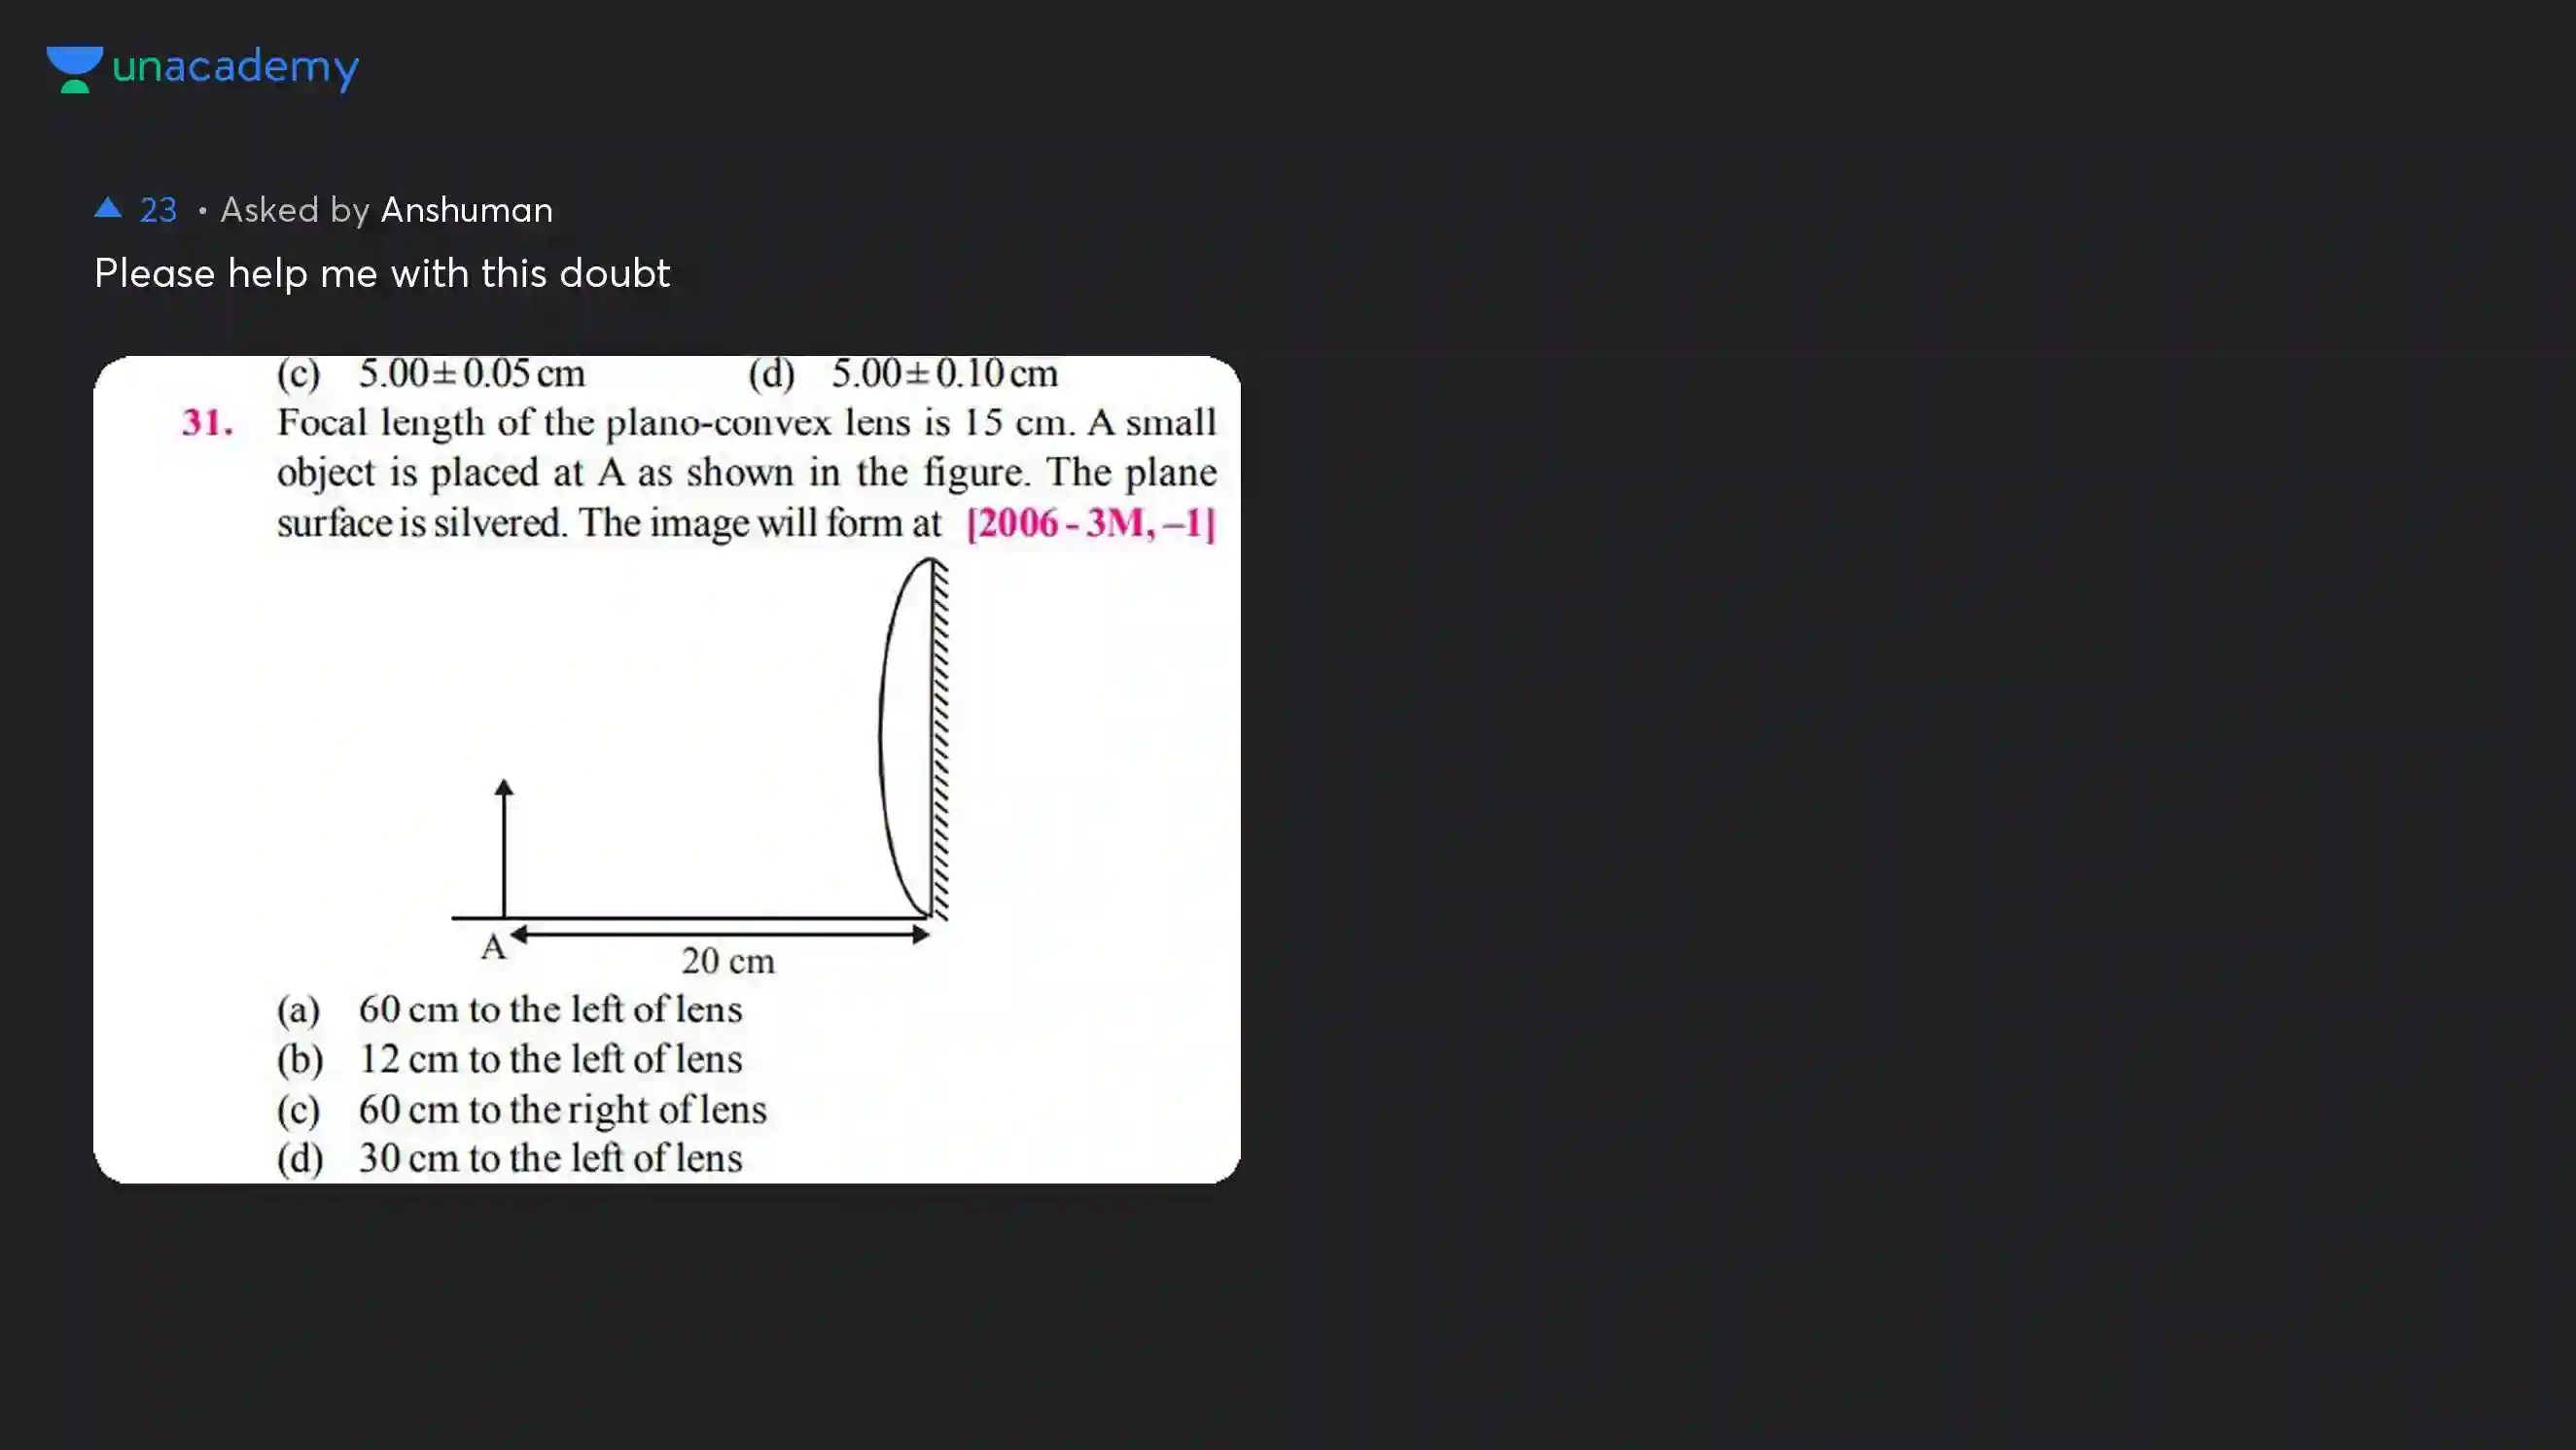 unacademy
23 • Asked by Anshuman
Please help me with this doubt
(c) 5.00±0.05 cm (d) 5.00±0.10 cm
31. Focal length of the plano-convex lens is 15 cm. A small
object is placed at A as shown in the figure. The plane
surface is silvered. The image will form at [2006 - 3M, –1]
A
20 cm
(a) 60 cm to the left of lens
(b) 12 cm to the left of lens
(c) 60 cm to the right of lens
(d) 30 cm to the left of lens